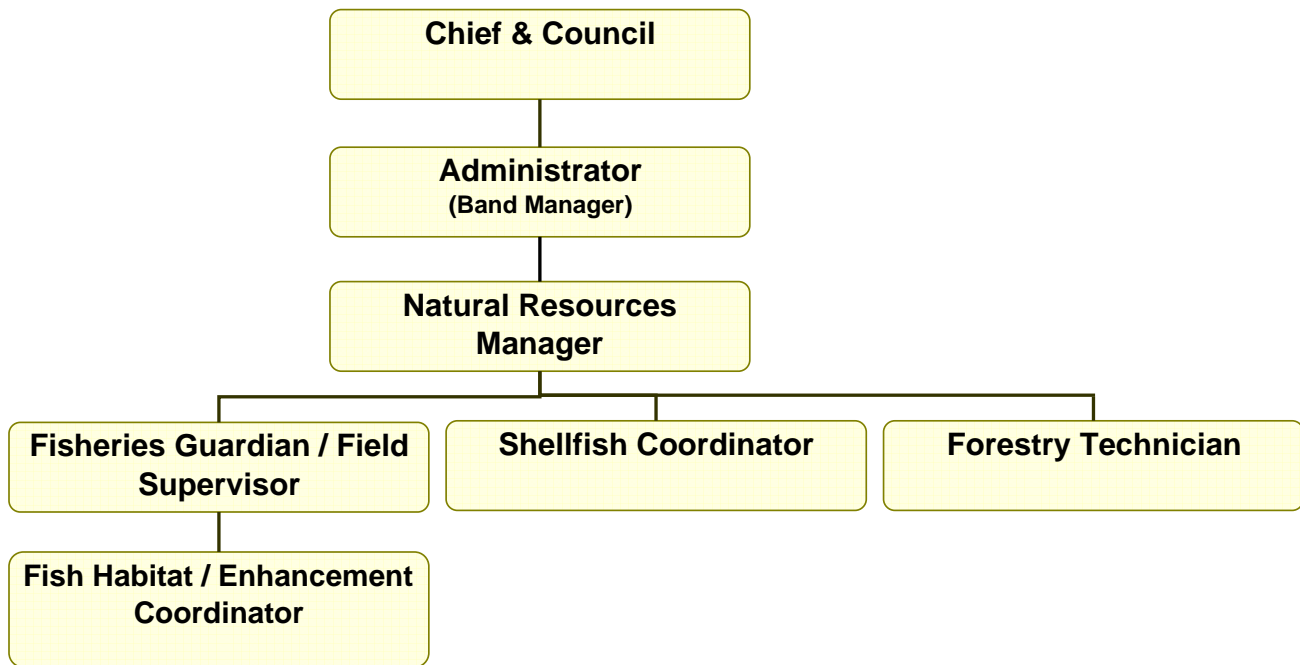 Chief & Council
Administrator
(Band Manager)
Natural Resources
Manager
Fisheries Guardian / Field
Supervisor
Shellfish Coordinator
Forestry Technician
Fish Habitat / Enhancement
Coordinator